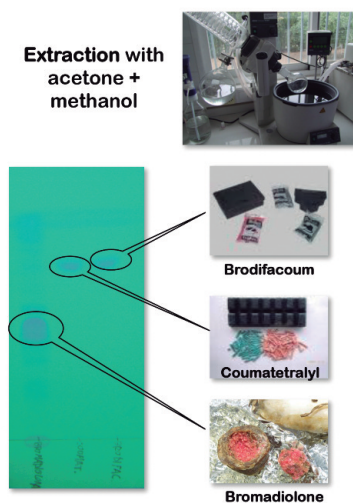 Extraction with
acetone +
methanol
Brodifacoum
Coumatetralyl
Bromadiolone